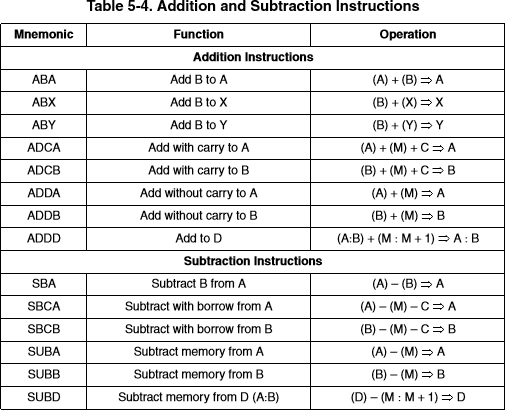 Table 5-4. Addition and Subtraction Instructions
Mnemonic Function Operation
Addition Instructions
ABA Add B to A (A) + (B) ⇒ A
ABX Add B to X (B) + (X) ⇒ X
ABY Add B to Y (B) + (Y) ⇒ Y
ADCA Add with carry to A (A) + (M) + C ⇒ A
ADCB Add with carry to B (B) + (M) + C ⇒ B
ADDA Add without carry to A (A) + (M) ⇒ A
ADDB Add without carry to B (B) + (M) ⇒ B
ADDD Add to D (A:B) + (M : M + 1) ⇒ A : B
Subtraction Instructions
SBA Subtract B from A (A) – (B) ⇒ A
SBCA Subtract with borrow from A (A) – (M) – C ⇒ A
SBCB Subtract with borrow from B (B) – (M) – C ⇒ B
SUBA Subtract memory from A (A) – (M) ⇒ A
SUBB Subtract memory from B (B) – (M) ⇒ B
SUBD Subtract memory from D (A:B) (D) – (M : M + 1) ⇒ D